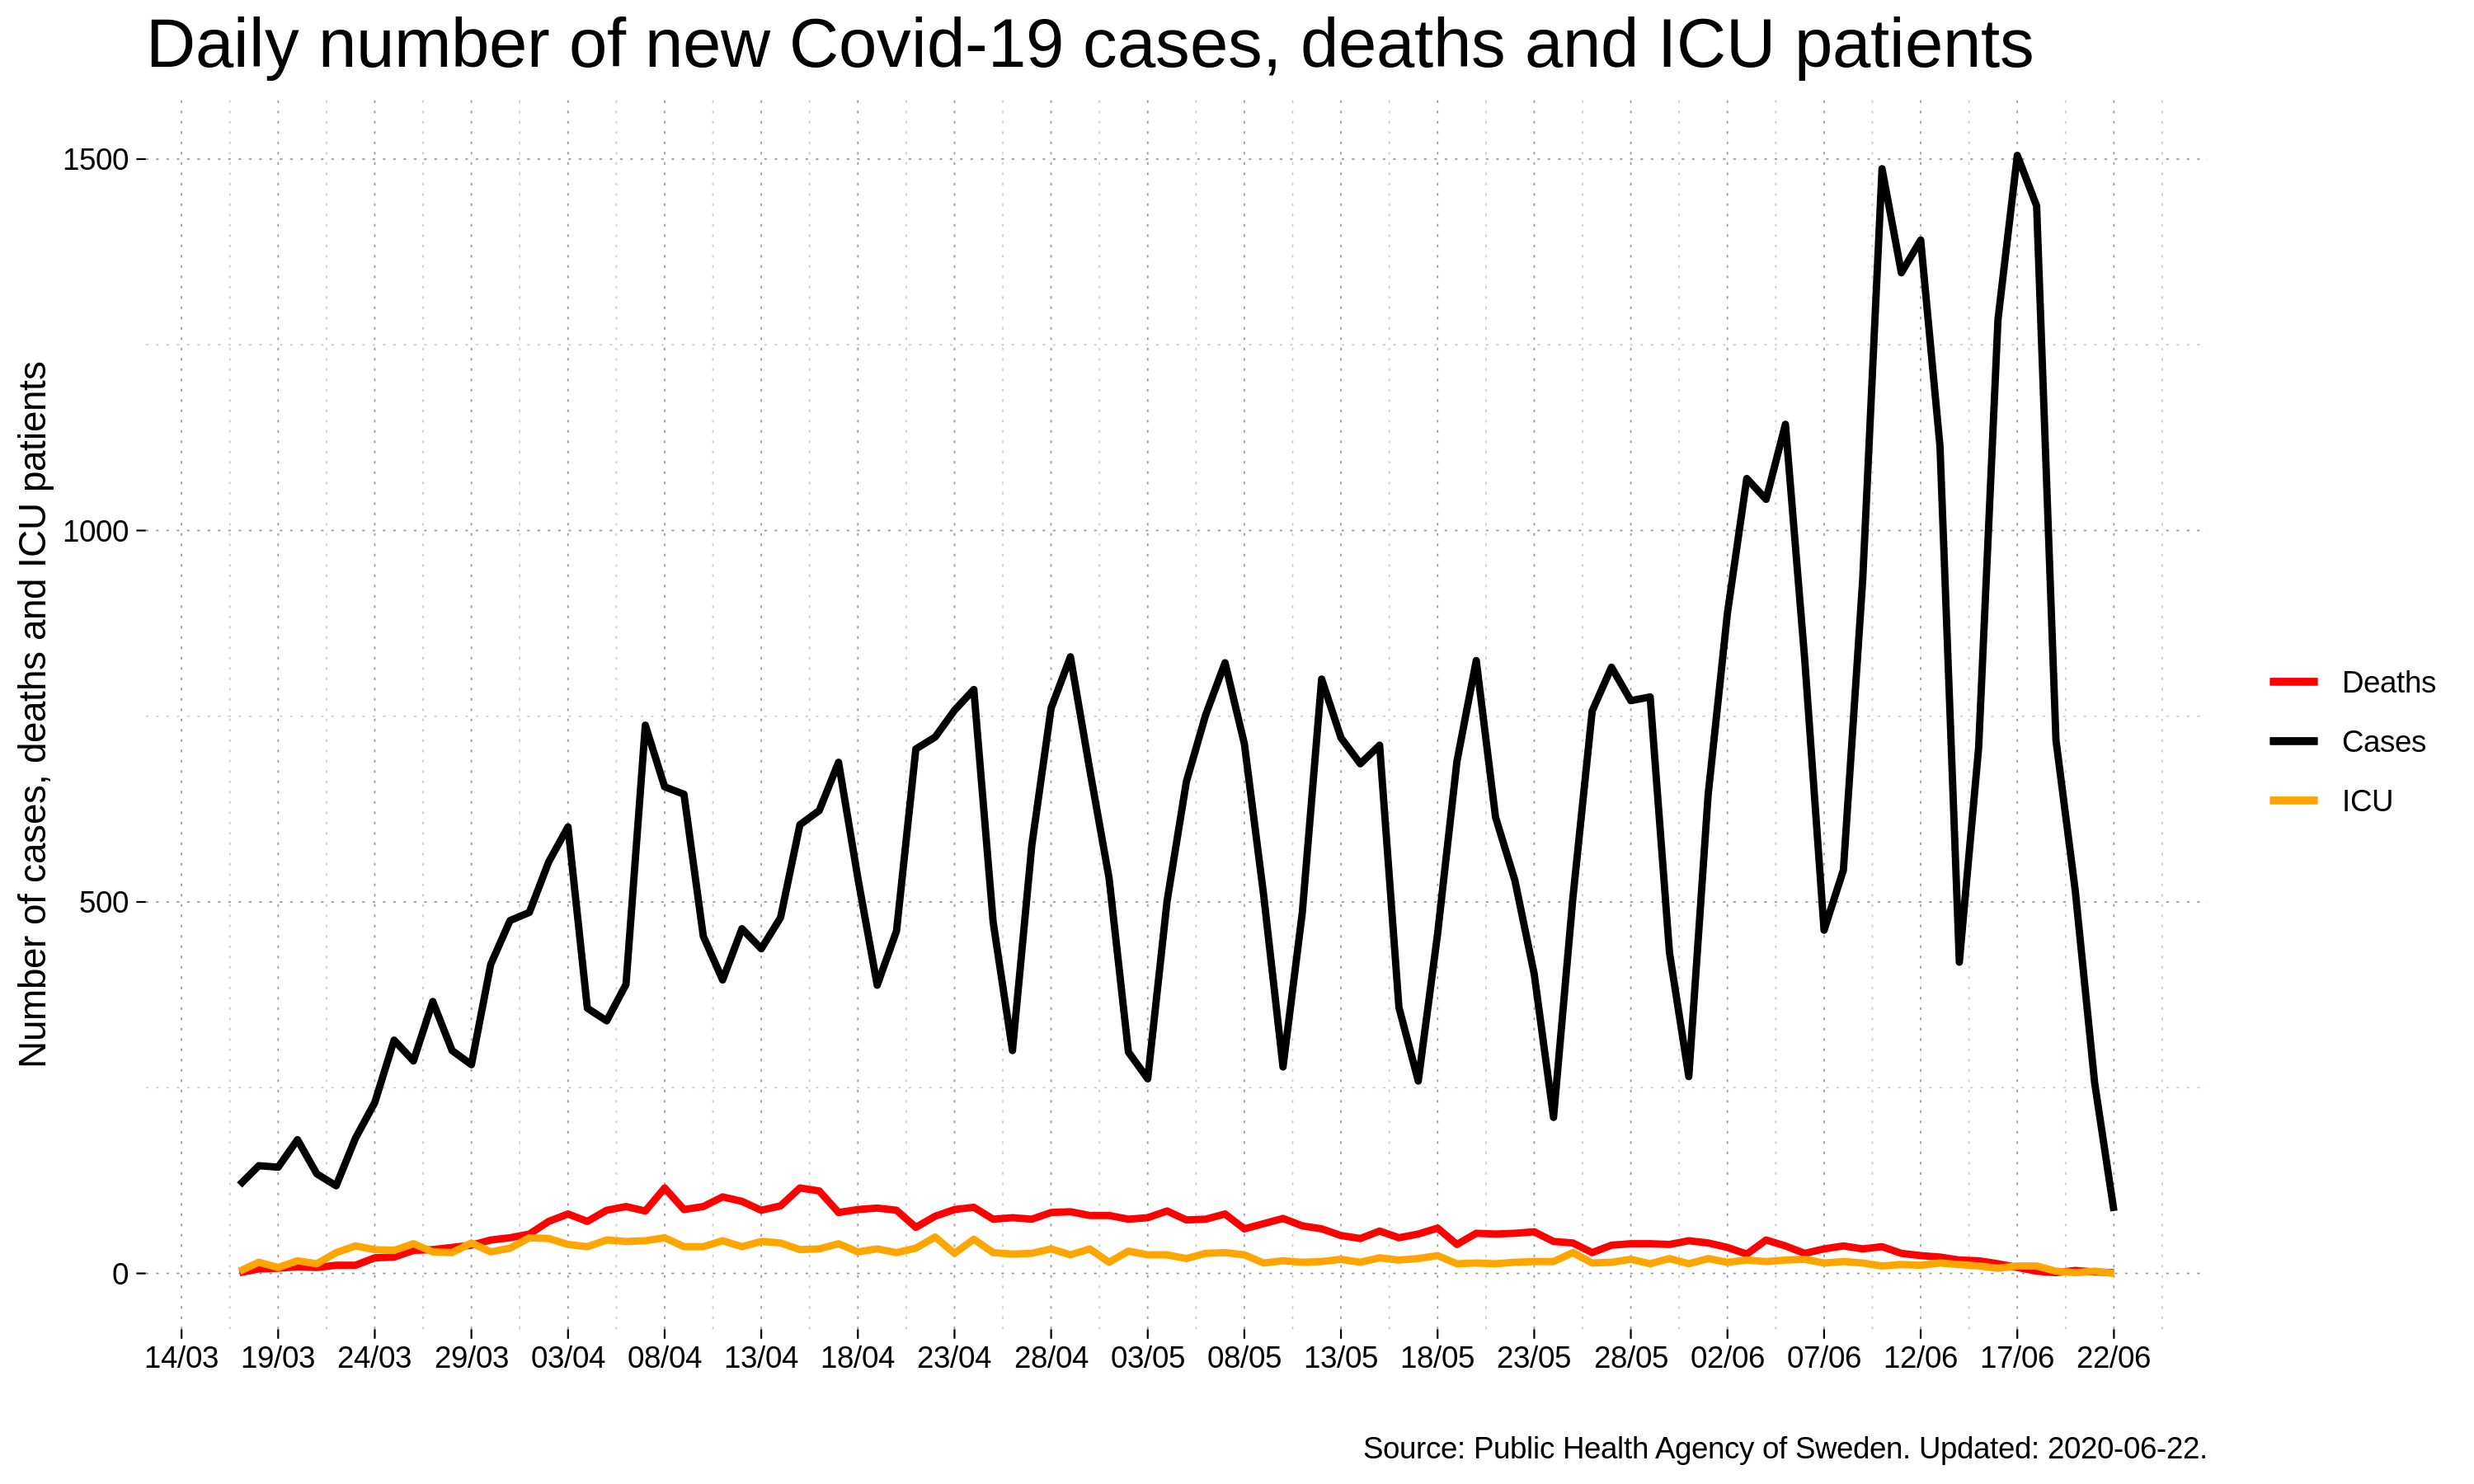 Daily number of new Covid-19 cases, deaths and ICU patients
Number of cases, deaths and ICU patients
1500
1000
500
0
14/03 19/03 24/03 29/03 03/04 08/04 13/04 18/04 23/04 28/04 03/05 08/05 13/05 18/05 23/05 28/05 02/06 07/06 12/06 17/06 22/06
Deaths
Cases
ICU
Source: Public Health Agency of Sweden. Updated: 2020-06-22.